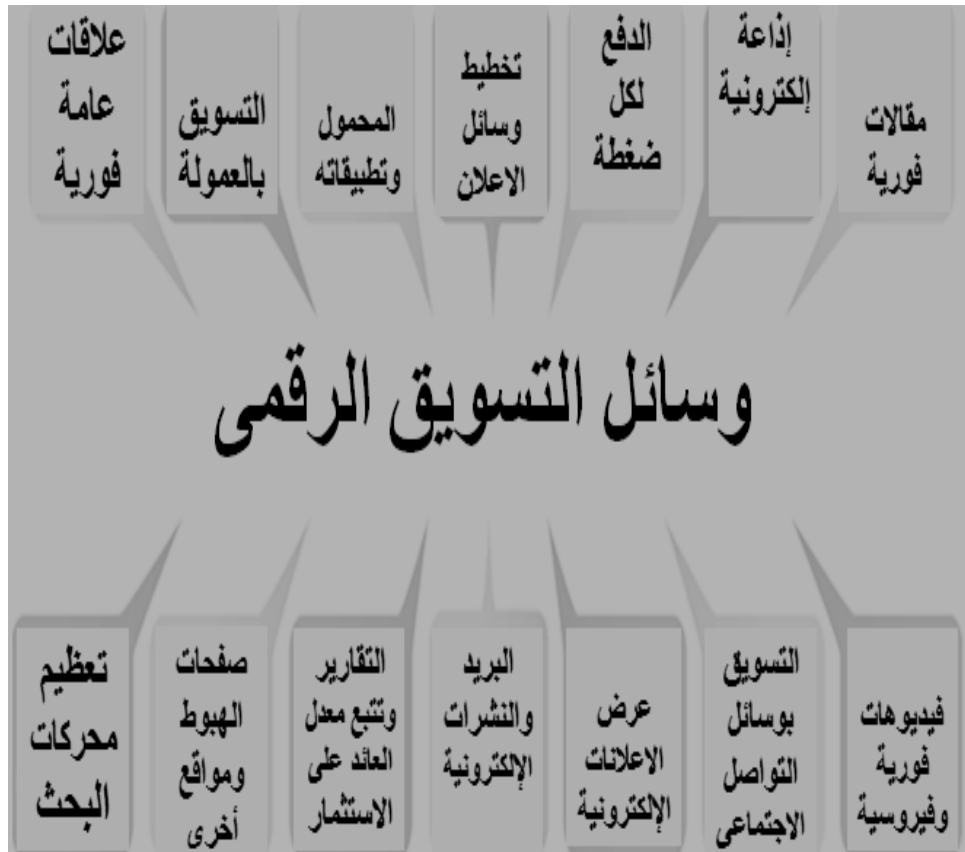 مقالات
فورية
إذاعة
إلكترونية
الدفع
لكل
ضغطة
تخطيط
وسائل
الاعلان
المحمول
وتطبيقاته
التسويق
بالعمولة
علاقات
عامة
فورية
وسائل التسويق الرقمى
فيديوهات
فورية
وفيروسية
التسويق
بوسائل
التواصل
الاجتماعى
عرض
الاعلانات
الإلكترونية
البريد
والنشرات
الإلكترونية
التقارير
وتتبع معدل
العائد على
الاستثمار
صفحات
الهبوط
ومواقع
أخرى
تعظيم
محركات
البحث